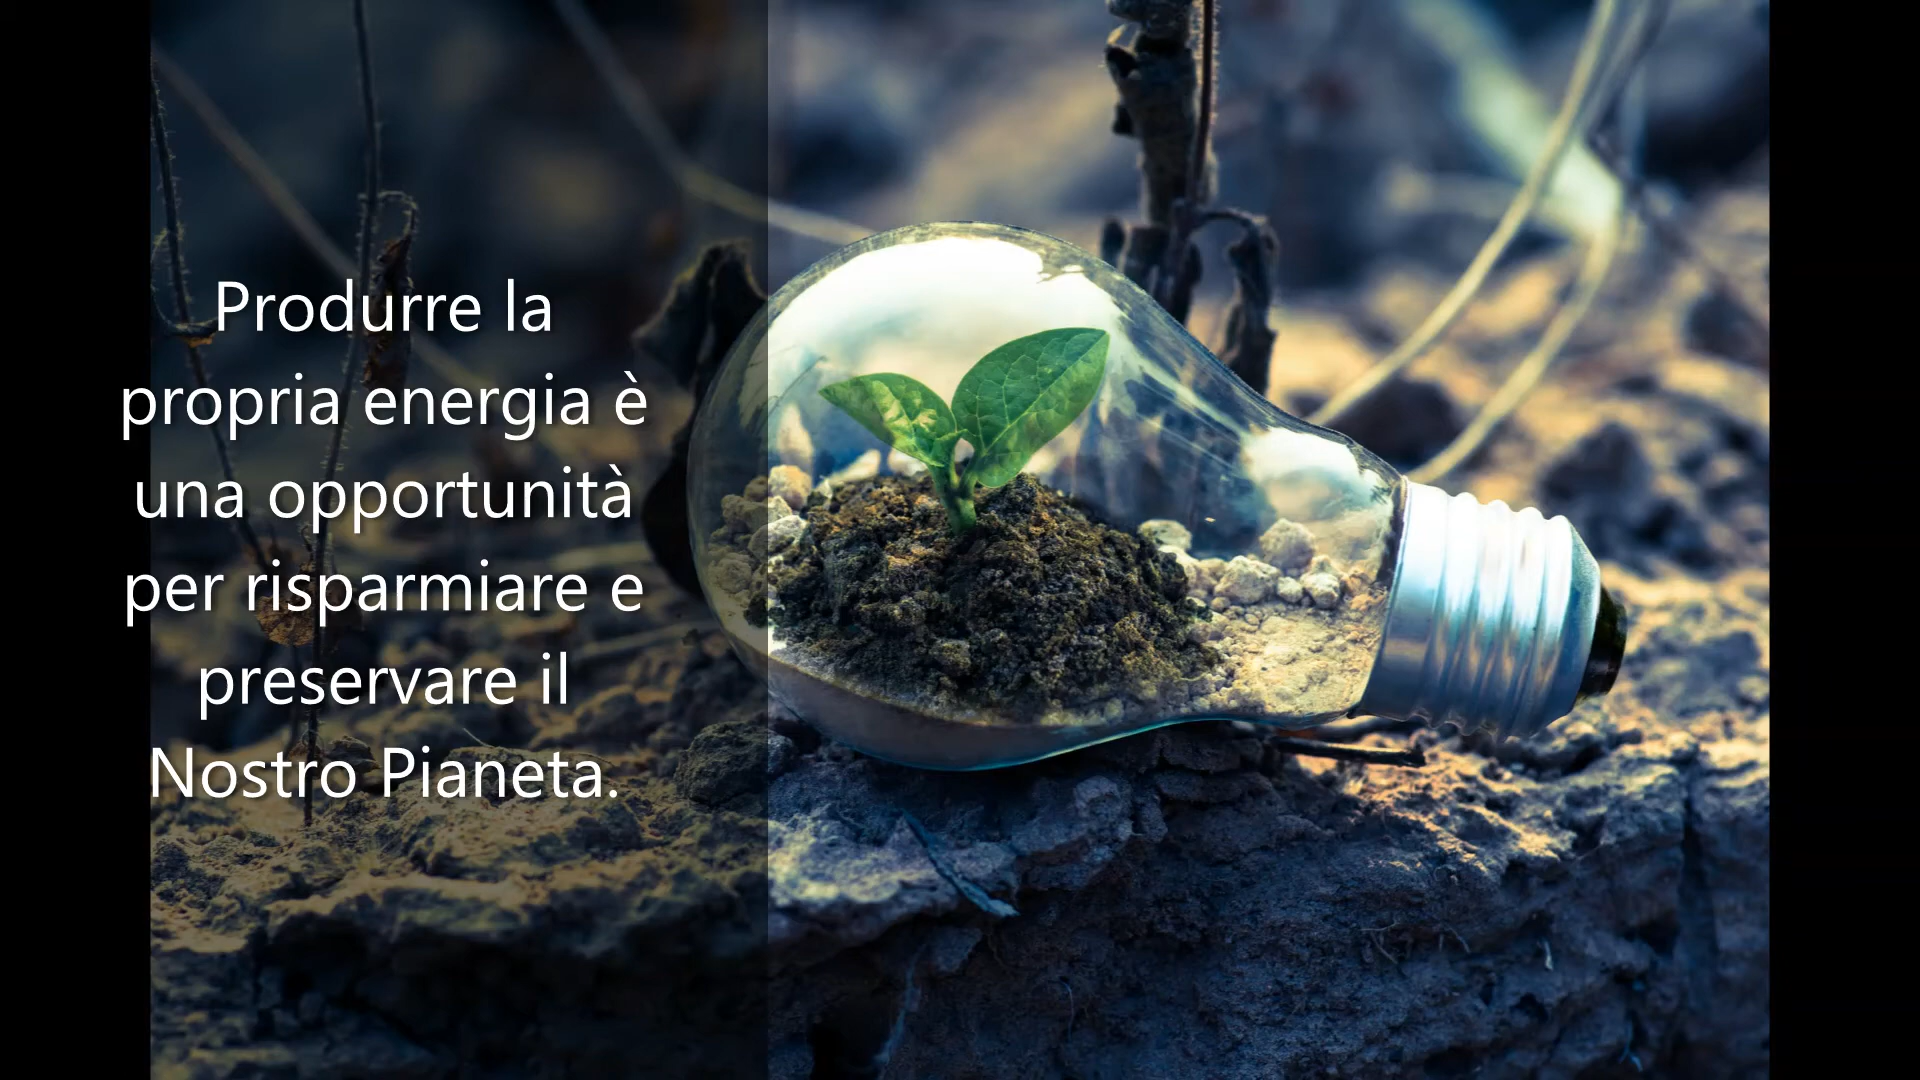 Produrre la
propria energia è
una opportunità
per risparmiare e
preservare il
Nostro Pianeta.